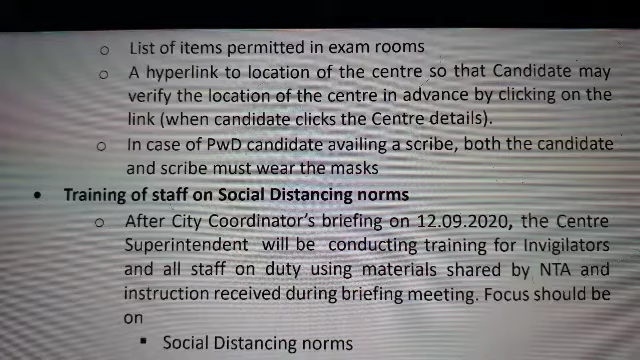 ○ List of items permitted in exam rooms
○ A hyperlink to location of the centre so that Candidate may
verify the location of the centre in advance by clicking on the
link (when candidate clicks the Centre details).
○ In case of PwD candidate availing a scribe, both the candidate
and scribe must wear the masks
• Training of staff on Social Distancing norms
○ After City Coordinator's briefing on 12.09.2020, the Centre
Superintendent will be conducting training for Invigilators
and all staff on duty using materials shared by NTA and
instruction received during briefing meeting. Focus should be
on
▪ Social Distancing norms